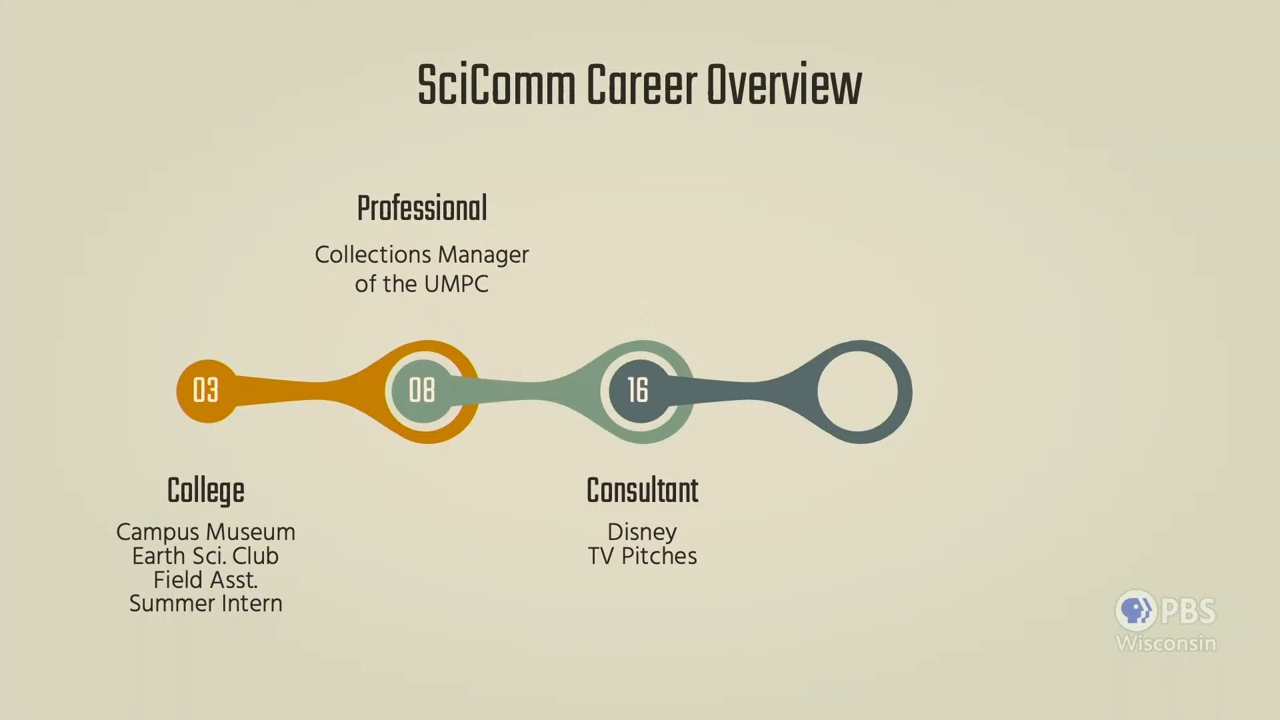 SciComm Career Overview
Professional
Collections Manager
of the UMPC
03
08
16
College
Campus Museum
Earth Sci. Club
Field Asst.
Summer Intern
Consultant
Disney
TV Pitches
PBS
Wisconsin